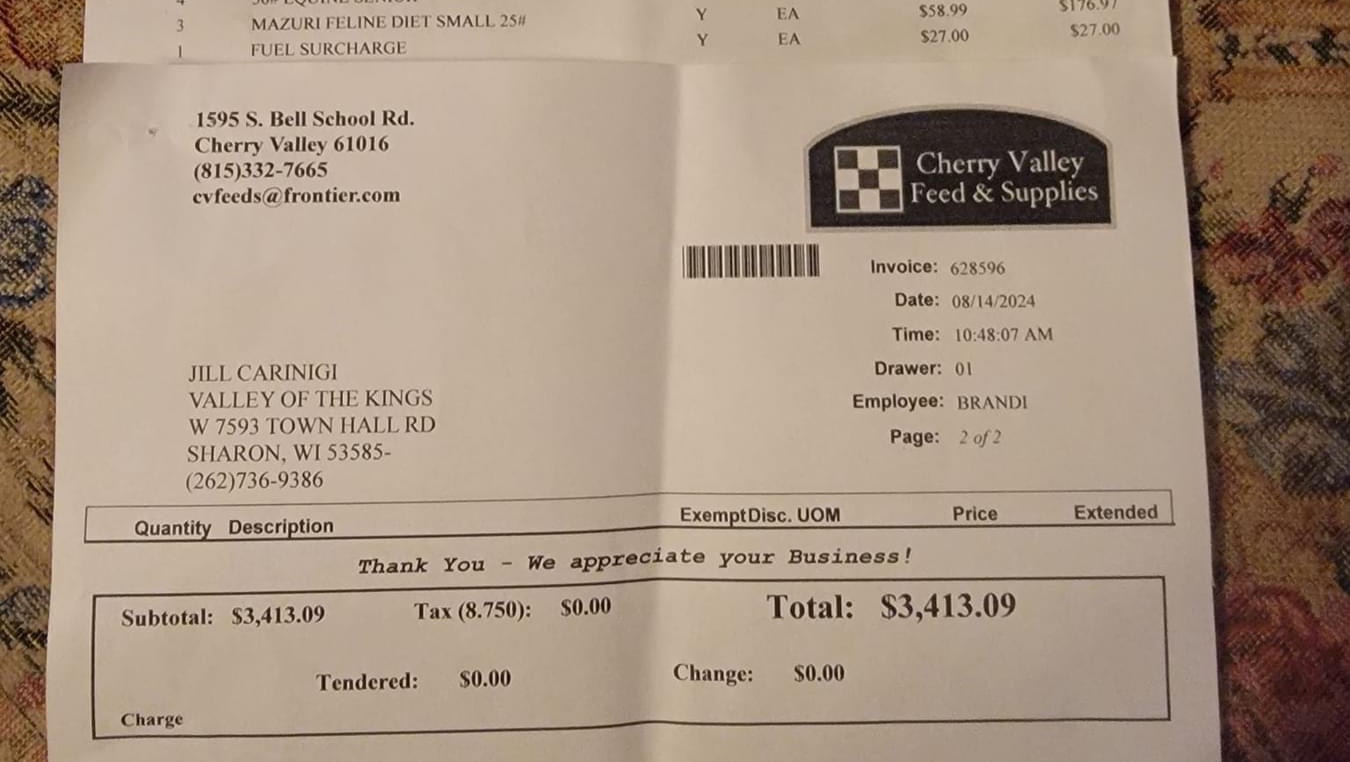 3 MAZURI FELINE DIET SMALL 25# Y EA $58.99 $176.97
1 FUEL SURCHARGE Y EA $27.00 $27.00
1595 S. Bell School Rd.
Cherry Valley 61016
(815)332-7665
cvfeeds@frontier.com
Cherry Valley
Feed & Supplies
Invoice: 628596
Date: 08/14/2024
Time: 10:48:07 AM
Drawer: 01
Employee: BRANDI
Page: 2 of 2
JILL CARINIGI
VALLEY OF THE KINGS
W 7593 TOWN HALL RD
SHARON, WI 53585-
(262)736-9386
Quantity Description Exempt Disc. UOM Price Extended
Thank You - We appreciate your Business!
Subtotal: $3,413.09 Tax (8.750): $0.00 Total: $3,413.09
Tendered: $0.00 Change: $0.00
Charge